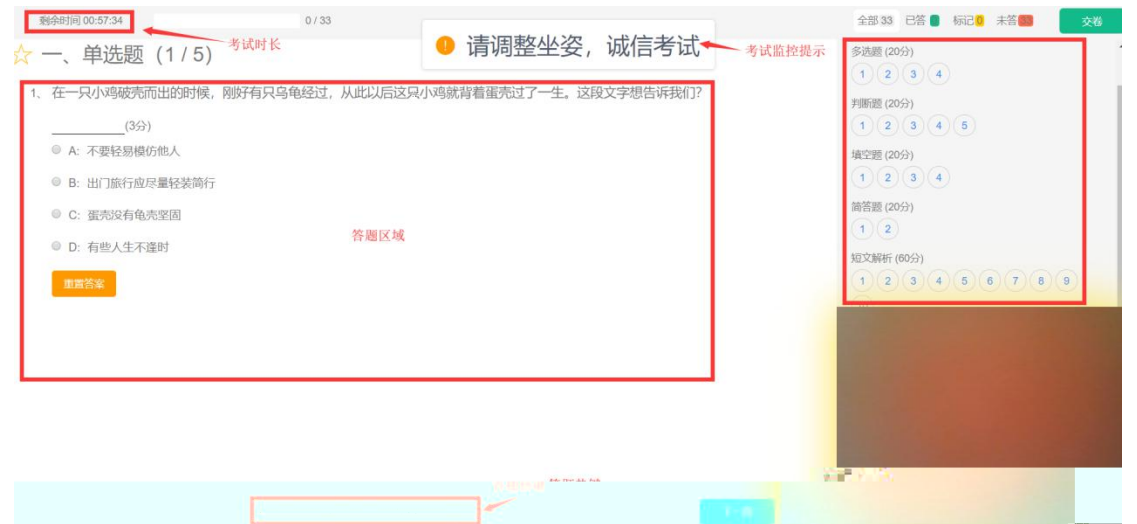 剩余时间 00:57:34
0 / 33
全部 33 已答 标记 0 未答 33
交卷
考试时长
一、单选题（1 / 5）
请调整坐姿，诚信考试
考试监控提示
1、 在一只小鸡破壳而出的时候，刚好有只乌龟经过，从此以后这只小鸡就背着蛋壳过了一生。这段文字想告诉我们?
________(3分)
A: 不要轻易模仿他人
B: 出门旅行应尽量轻装简行
C: 蛋壳没有龟壳坚固
D: 有些人生不逢时
重置答案
答题区域
多选题 (20分)
1 2 3 4
判断题 (20分)
1 2 3 4 5
填空题 (20分)
1 2 3 4
简答题 (20分)
1 2
短文解析 (60分)
1 2 3 4 5 6 7 8 9